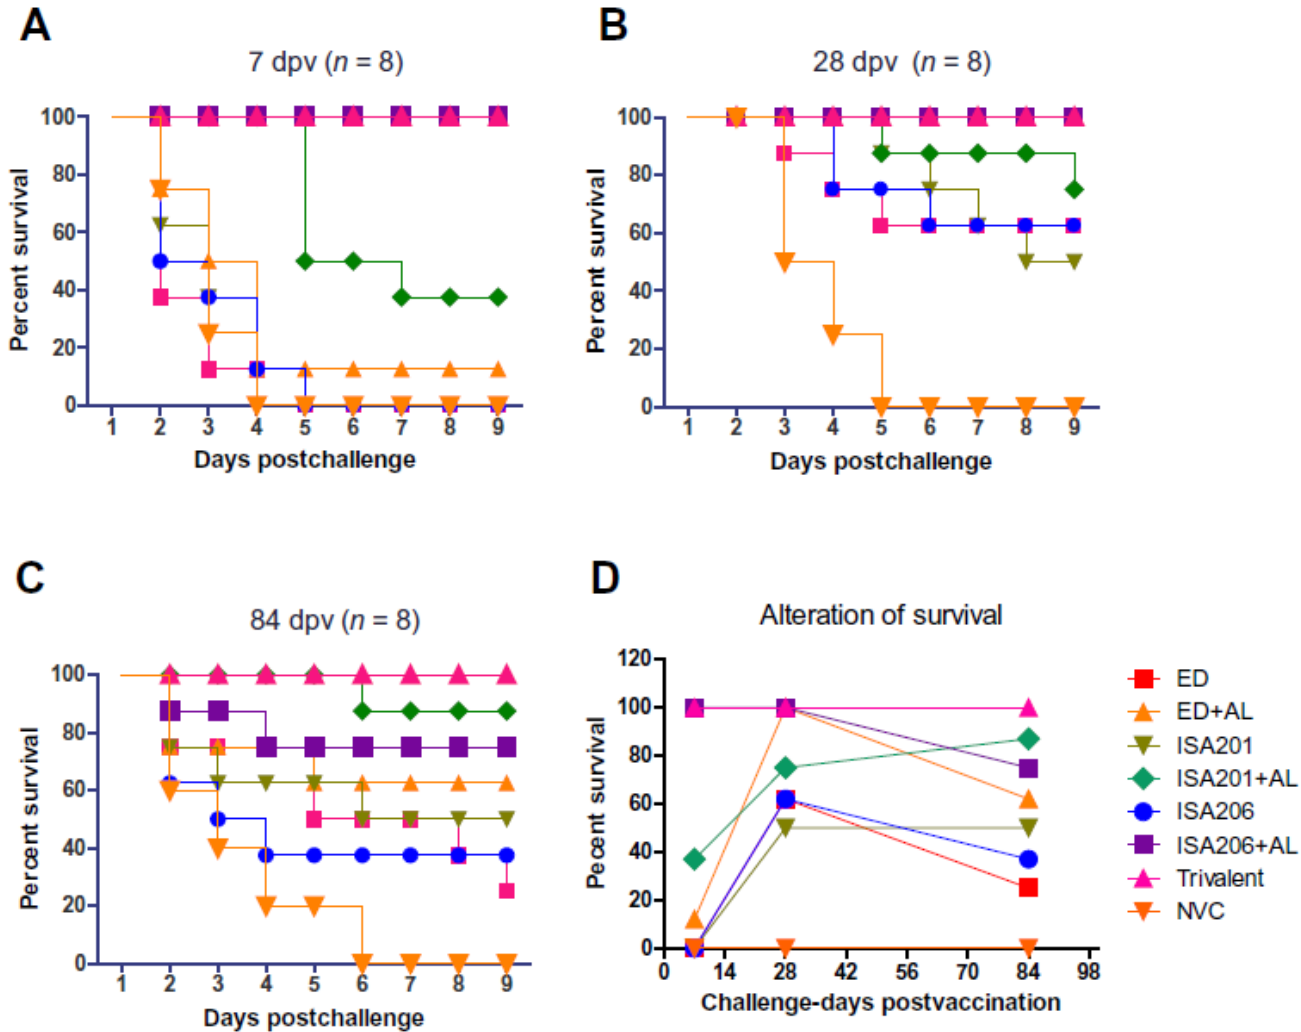 A
7 dpv (n = 8)
100
80
60
40
20
0
Percent survival
1 2 3 4 5 6 7 8 9
Days postchallenge
B
28 dpv (n = 8)
100
80
60
40
20
0
Percent survival
1 2 3 4 5 6 7 8 9
Days postchallenge
C
84 dpv (n = 8)
100
80
60
40
20
0
Percent survival
1 2 3 4 5 6 7 8 9
Days postchallenge
D
Alteration of survival
120
100
80
60
40
20
0
Pecent survival
0 14 28 42 56 70 84 98
Challenge-days postvaccination
ED
ED+AL
ISA201
ISA201+AL
ISA206
ISA206+AL
Trivalent
NVC